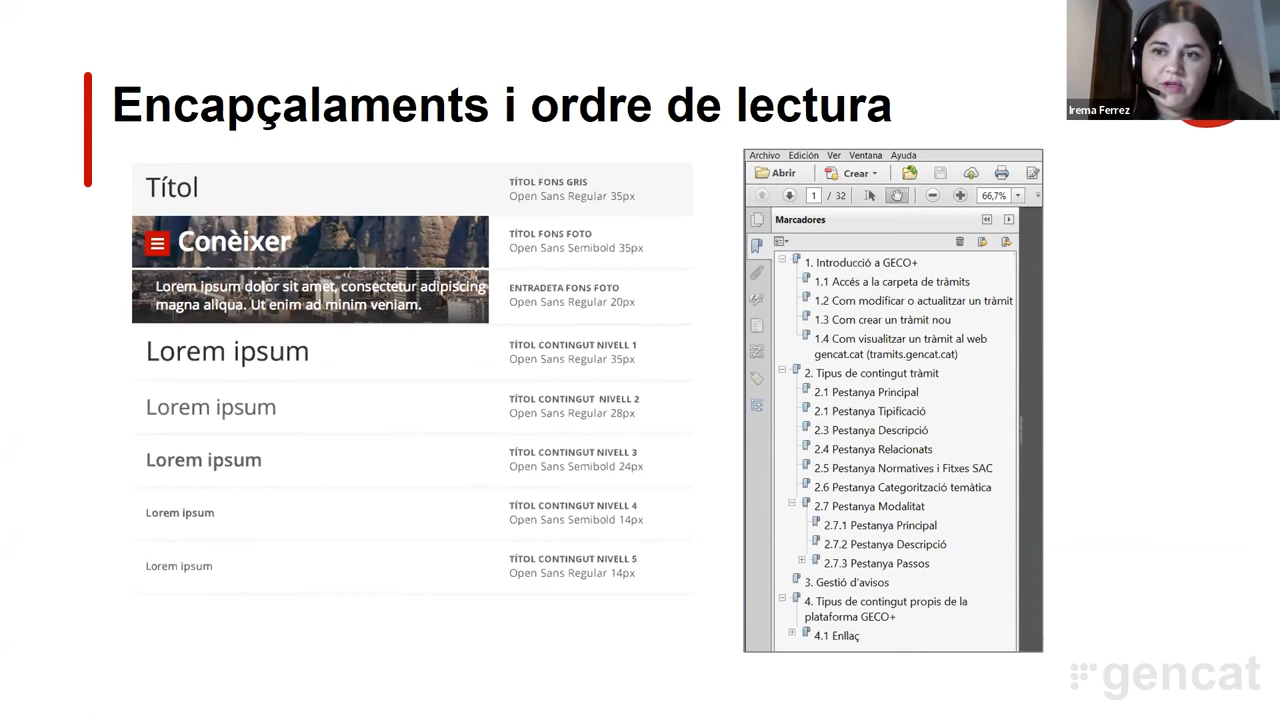 Irema Ferrez
Encapçalaments i ordre de lectura
Títol
TÍTOL FONS GRIS
Open Sans Regular 35px
Conèixer
TÍTOL FONS FOTO
Open Sans Semibold 35px
Lorem ipsum dolor sit amet, consectetur adipiscing
magna aliqua. Ut enim ad minim veniam.
ENTRADETA FONS FOTO
Open Sans Regular 20px
Lorem ipsum
TÍTOL CONTINGUT NIVELL 1
Open Sans Regular 35px
Lorem ipsum
TÍTOL CONTINGUT NIVELL 2
Open Sans Regular 28px
Lorem ipsum
TÍTOL CONTINGUT NIVELL 3
Open Sans Semibold 24px
Lorem ipsum
TÍTOL CONTINGUT NIVELL 4
Open Sans Semibold 14px
Lorem ipsum
TÍTOL CONTINGUT NIVELL 5
Open Sans Regular 14px
Archivo Edición Ver Ventana Ayuda
Abrir Crear
1 / 32 66,7%
Marcadores
1. Introducció a GECO+
1.1 Accés a la carpeta de tràmits
1.2 Com modificar o actualitzar un tràmit
1.3 Com crear un tràmit nou
1.4 Com visualitzar un tràmit al web
gencat.cat (tramits.gencat.cat)
2. Tipus de contingut tràmit
2.1 Pestanya Principal
2.1 Pestanya Tipificació
2.3 Pestanya Descripció
2.4 Pestanya Relacionats
2.5 Pestanya Normatives i Fitxes SAC
2.6 Pestanya Categorització temàtica
2.7 Pestanya Modalitat
2.7.1 Pestanya Principal
2.7.2 Pestanya Descripció
2.7.3 Pestanya Passos
3. Gestió d'avisos
4. Tipus de contingut propis de la
plataforma GECO+
4.1 Enllaç
gencat